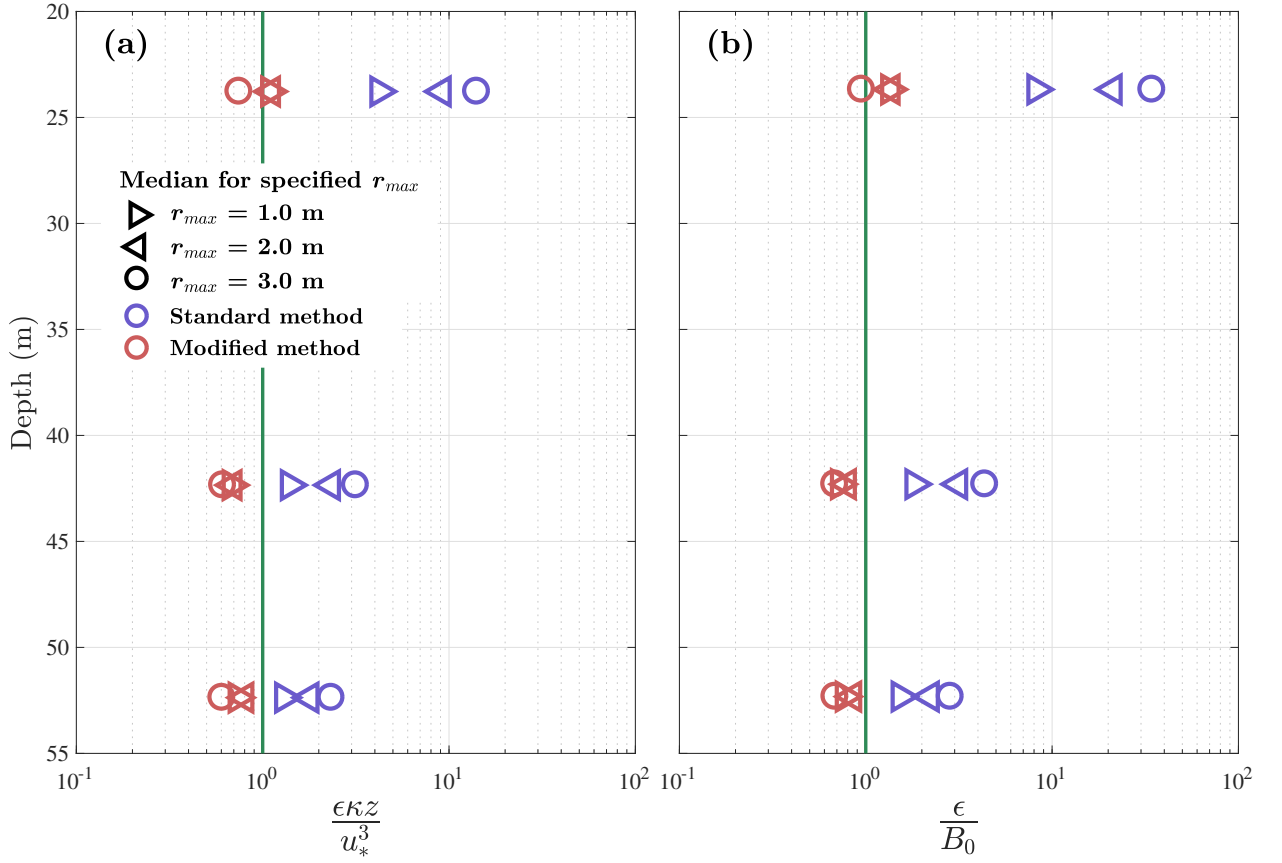 (a)
(b)
20
25
30
35
40
45
50
55
Depth (m)
Median for specified r_max
r_max = 1.0 m
r_max = 2.0 m
r_max = 3.0 m
Standard method
Modified method
10^-1 10^0 10^1 10^2
10^-1 10^0 10^1 10^2
ϵκz
u_*^3
ϵ
B_0